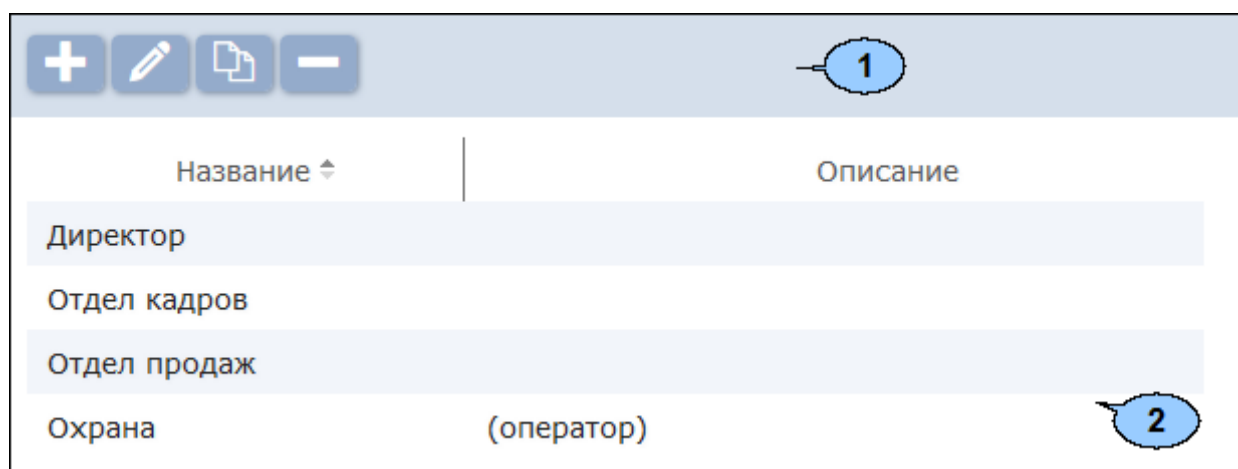 1
Название Описание
Директор
Отдел кадров
Отдел продаж
Охрана (оператор)
2